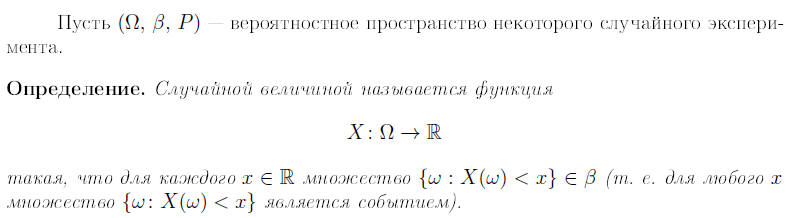 Пусть (Ω, β, P) — вероятностное пространство некоторого случайного экспери-
мента.
Определение. Случайной величиной называется функция
X: Ω → ℝ
такая, что для каждого x ∈ ℝ множество {ω : X(ω) < x} ∈ β (т. е. для любого x
множество {ω: X(ω) < x} является событием).